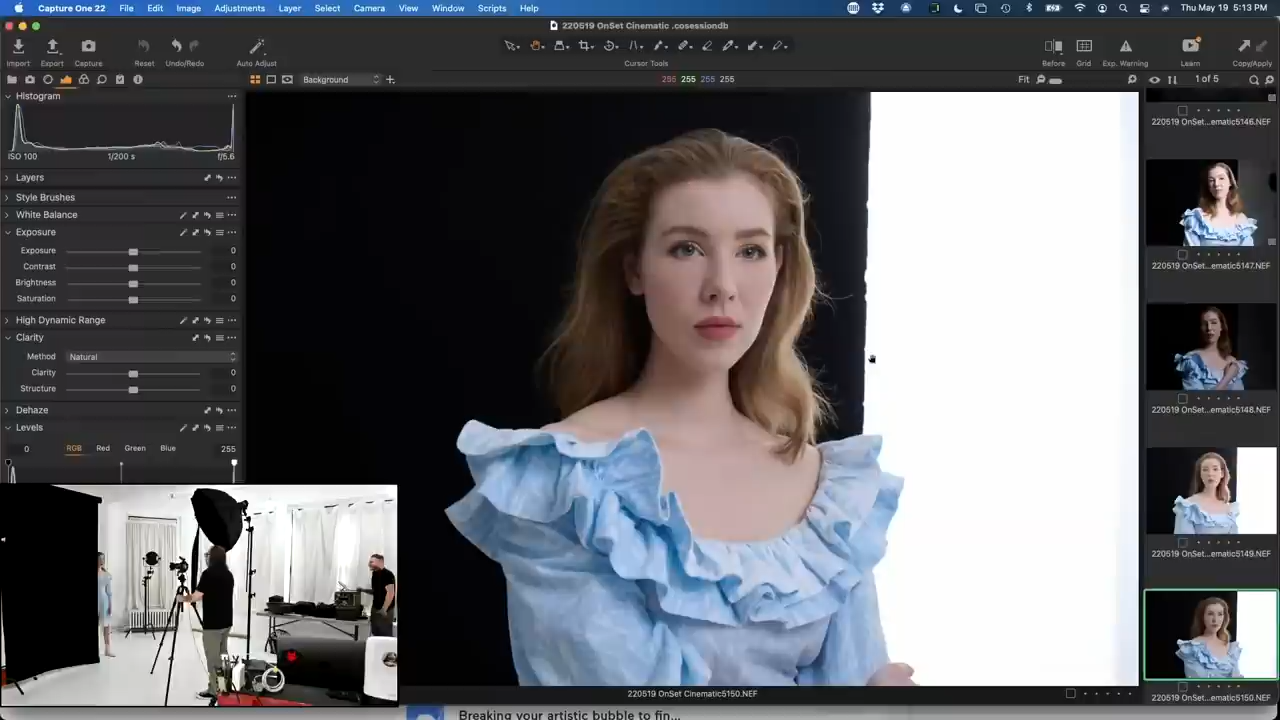 Capture One 22 File Edit Image Adjustments Layer Select Camera View Window Scripts Help Thu May 19 5:13 PM
220519 OnSet Cinematic .cosessiondb
Import Export Capture Reset Undo/Redo Auto Adjust Cursor Tools Before Grid Exp. Warning Learn Copy/Apply
Background 255 255 255 255 Fit 1 of 5
Histogram
ISO 100 1/200 s f/5.6
Layers
Style Brushes
White Balance
Exposure
Exposure 0
Contrast 0
Brightness 0
Saturation 0
High Dynamic Range
Clarity
Method Natural
Clarity 0
Structure 0
Dehaze
Levels
0 RGB Red Green Blue 255
220519 OnSet...ematic5146.NEF
220519 OnSet...ematic5147.NEF
220519 OnSet...ematic5148.NEF
220519 OnSet...ematic5149.NEF
220519 OnSet...ematic5150.NEF
220519 OnSet Cinematic5150.NEF
Breaking your artistic bubble to fin...